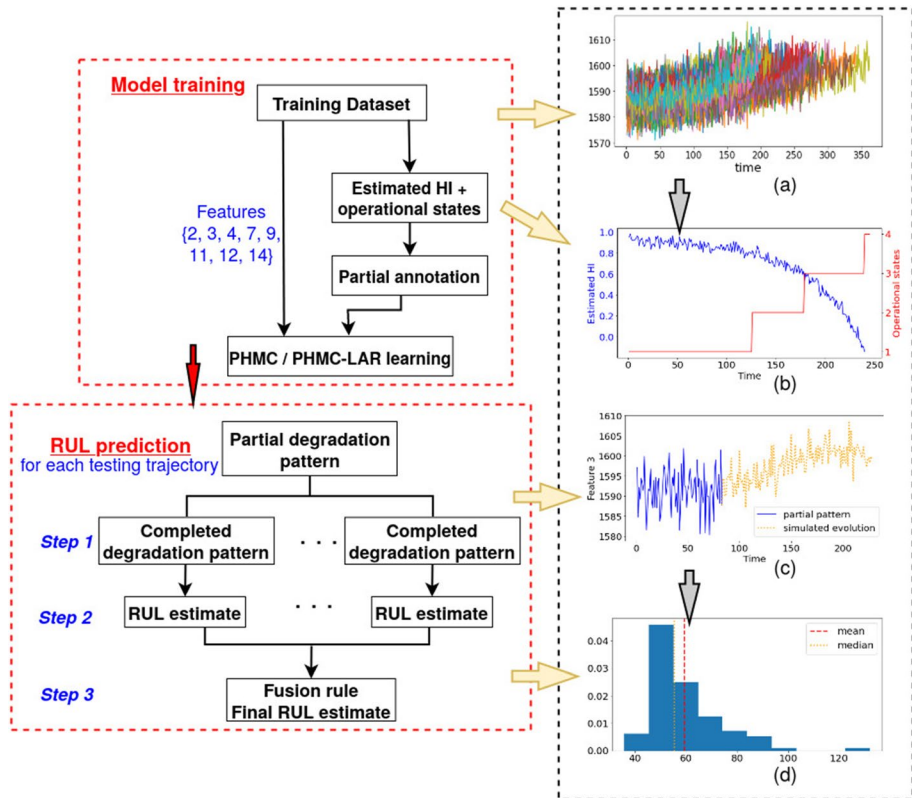 Model training
Training Dataset
Features
{2, 3, 4, 7, 9,
11, 12, 14}
Estimated HI +
operational states
Partial annotation
PHMC / PHMC-LAR learning
RUL prediction
for each testing trajectory
Partial degradation
pattern
Step 1
Completed
degradation pattern
. . .
Completed
degradation pattern
Step 2
RUL estimate
. . .
RUL estimate
Step 3
Fusion rule
Final RUL estimate
1610
1600
1590
1580
1570
0 50 100 150 200 250 300 350
time
(a)
Estimated HI
1.0
0.8
0.6
0.4
0.2
0.0
Operational states
4
3
2
1
0 50 100 150 200 250
Time
(b)
Feature 3
1610
1605
1600
1595
1590
1585
1580
partial pattern
simulated evolution
0 50 100 150 200
Time
(c)
0.04
0.03
0.02
0.01
0.00
mean
median
40 60 80 100 120
(d)